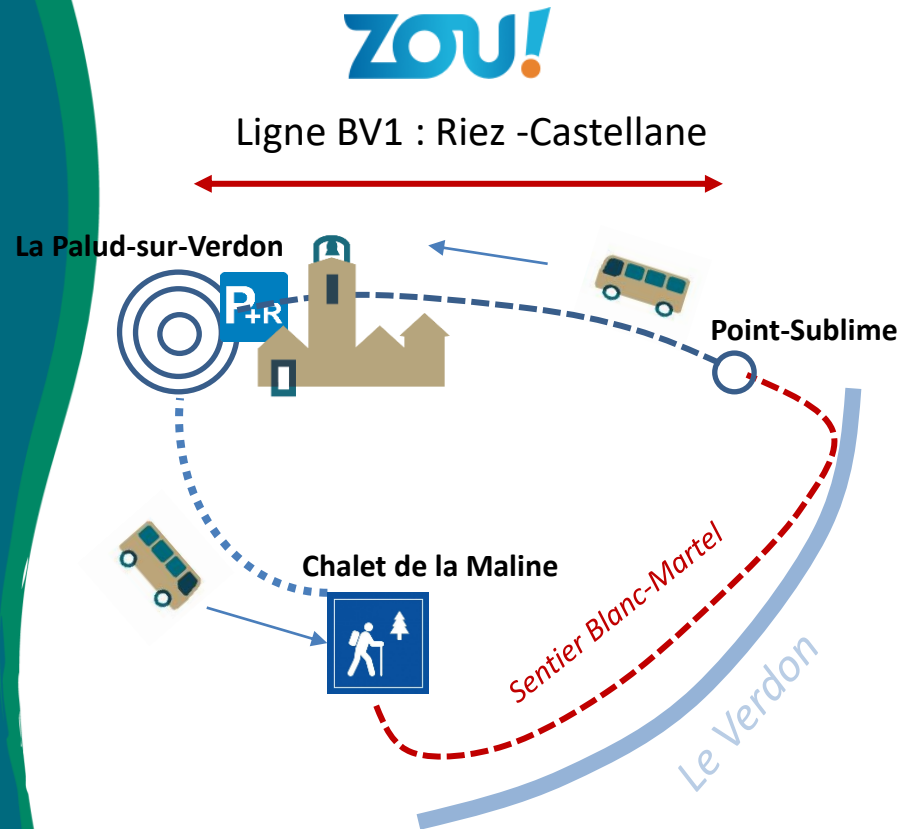 ZOU!
Ligne BV1 : Riez -Castellane
La Palud-sur-Verdon
P+R
Point-Sublime
Chalet de la Maline
Sentier Blanc-Martel
Le Verdon